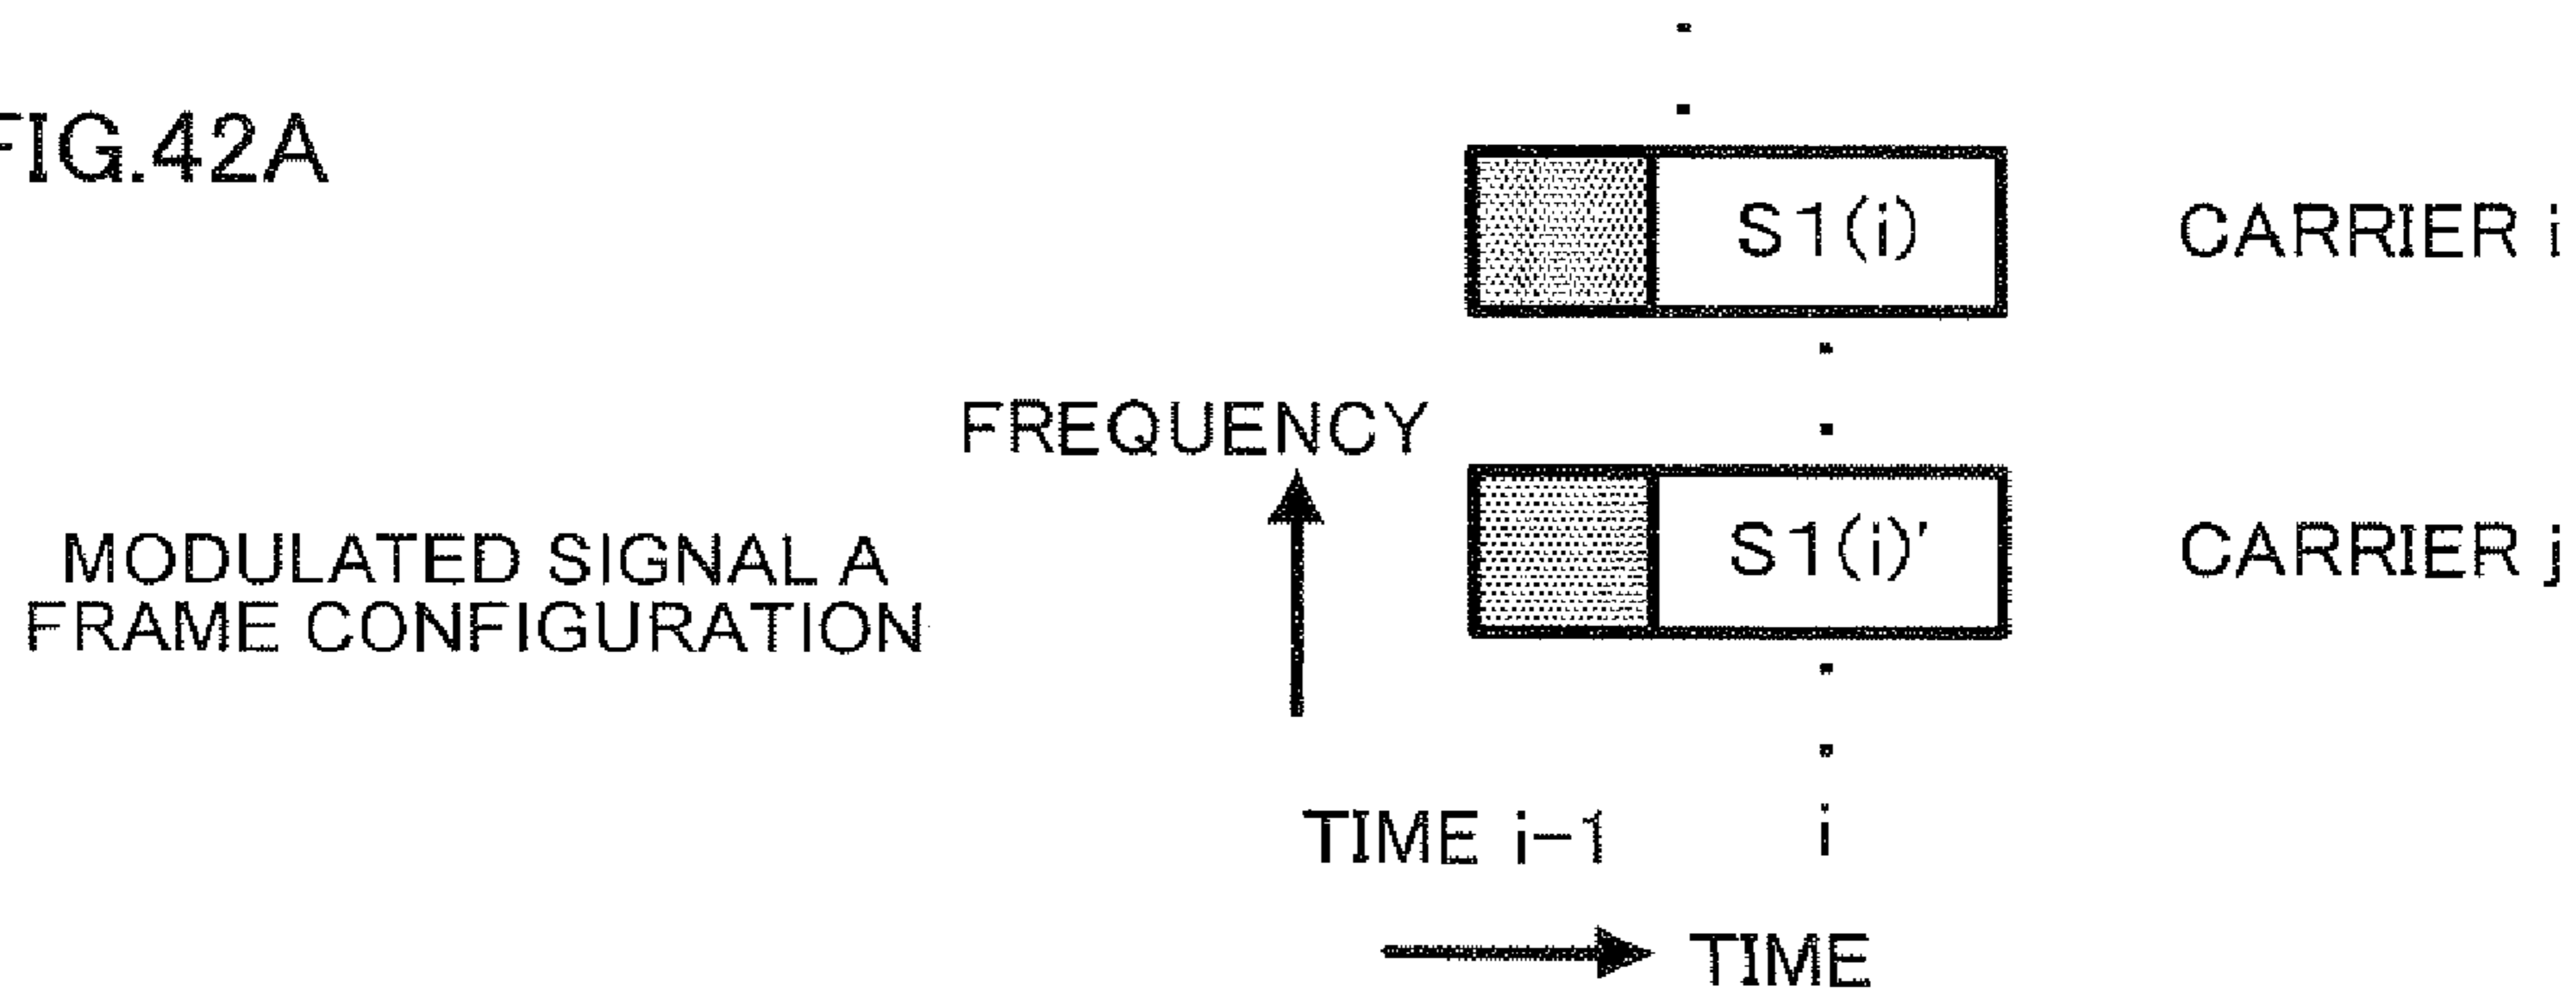 FIG.42A
S1(i)
CARRIER i
FREQUENCY
S1(i)'
CARRIER j
MODULATED SIGNAL A
FRAME CONFIGURATION
TIME i-1
i
TIME